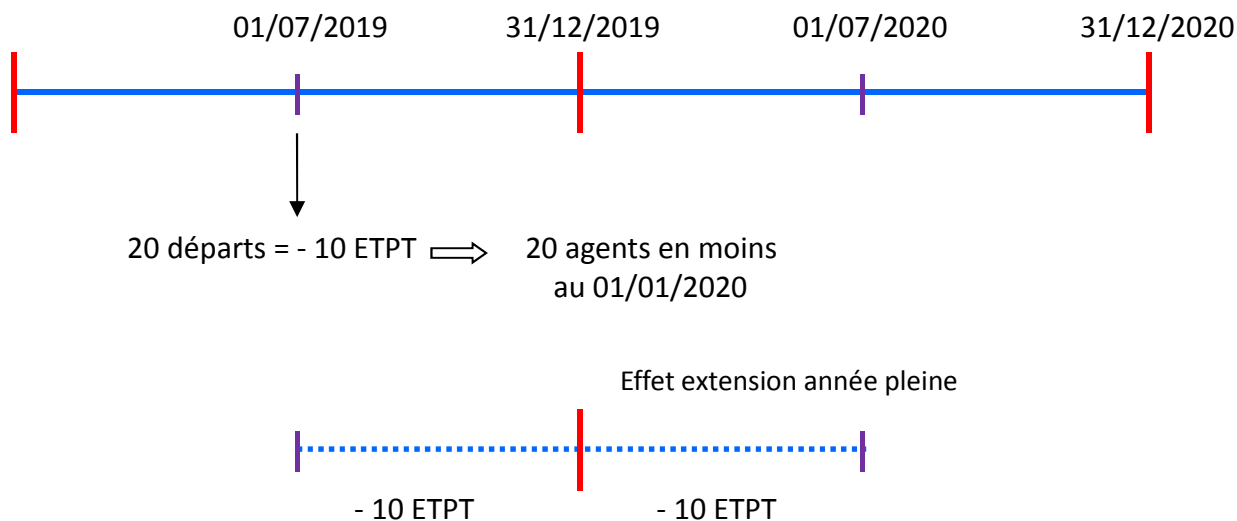 01/07/2019 31/12/2019 01/07/2020 31/12/2020
20 départs = - 10 ETPT 20 agents en moins
au 01/01/2020
Effet extension année pleine
- 10 ETPT - 10 ETPT